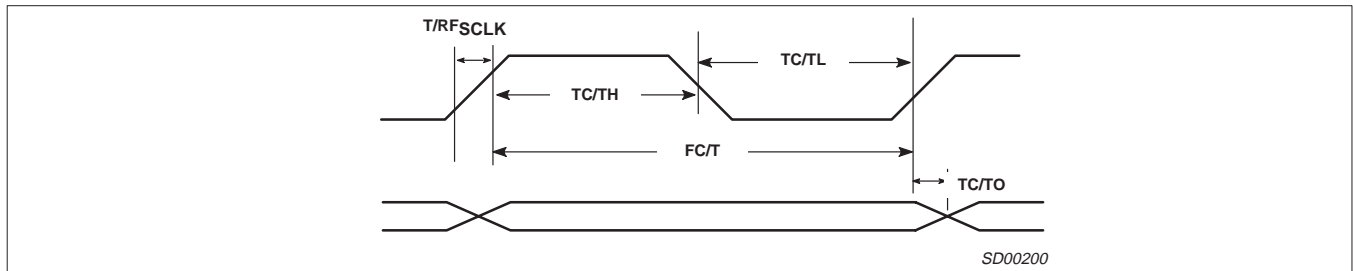 T/RFSCLK
TC/TL
TC/TH
FC/T
TC/TO
SD00200